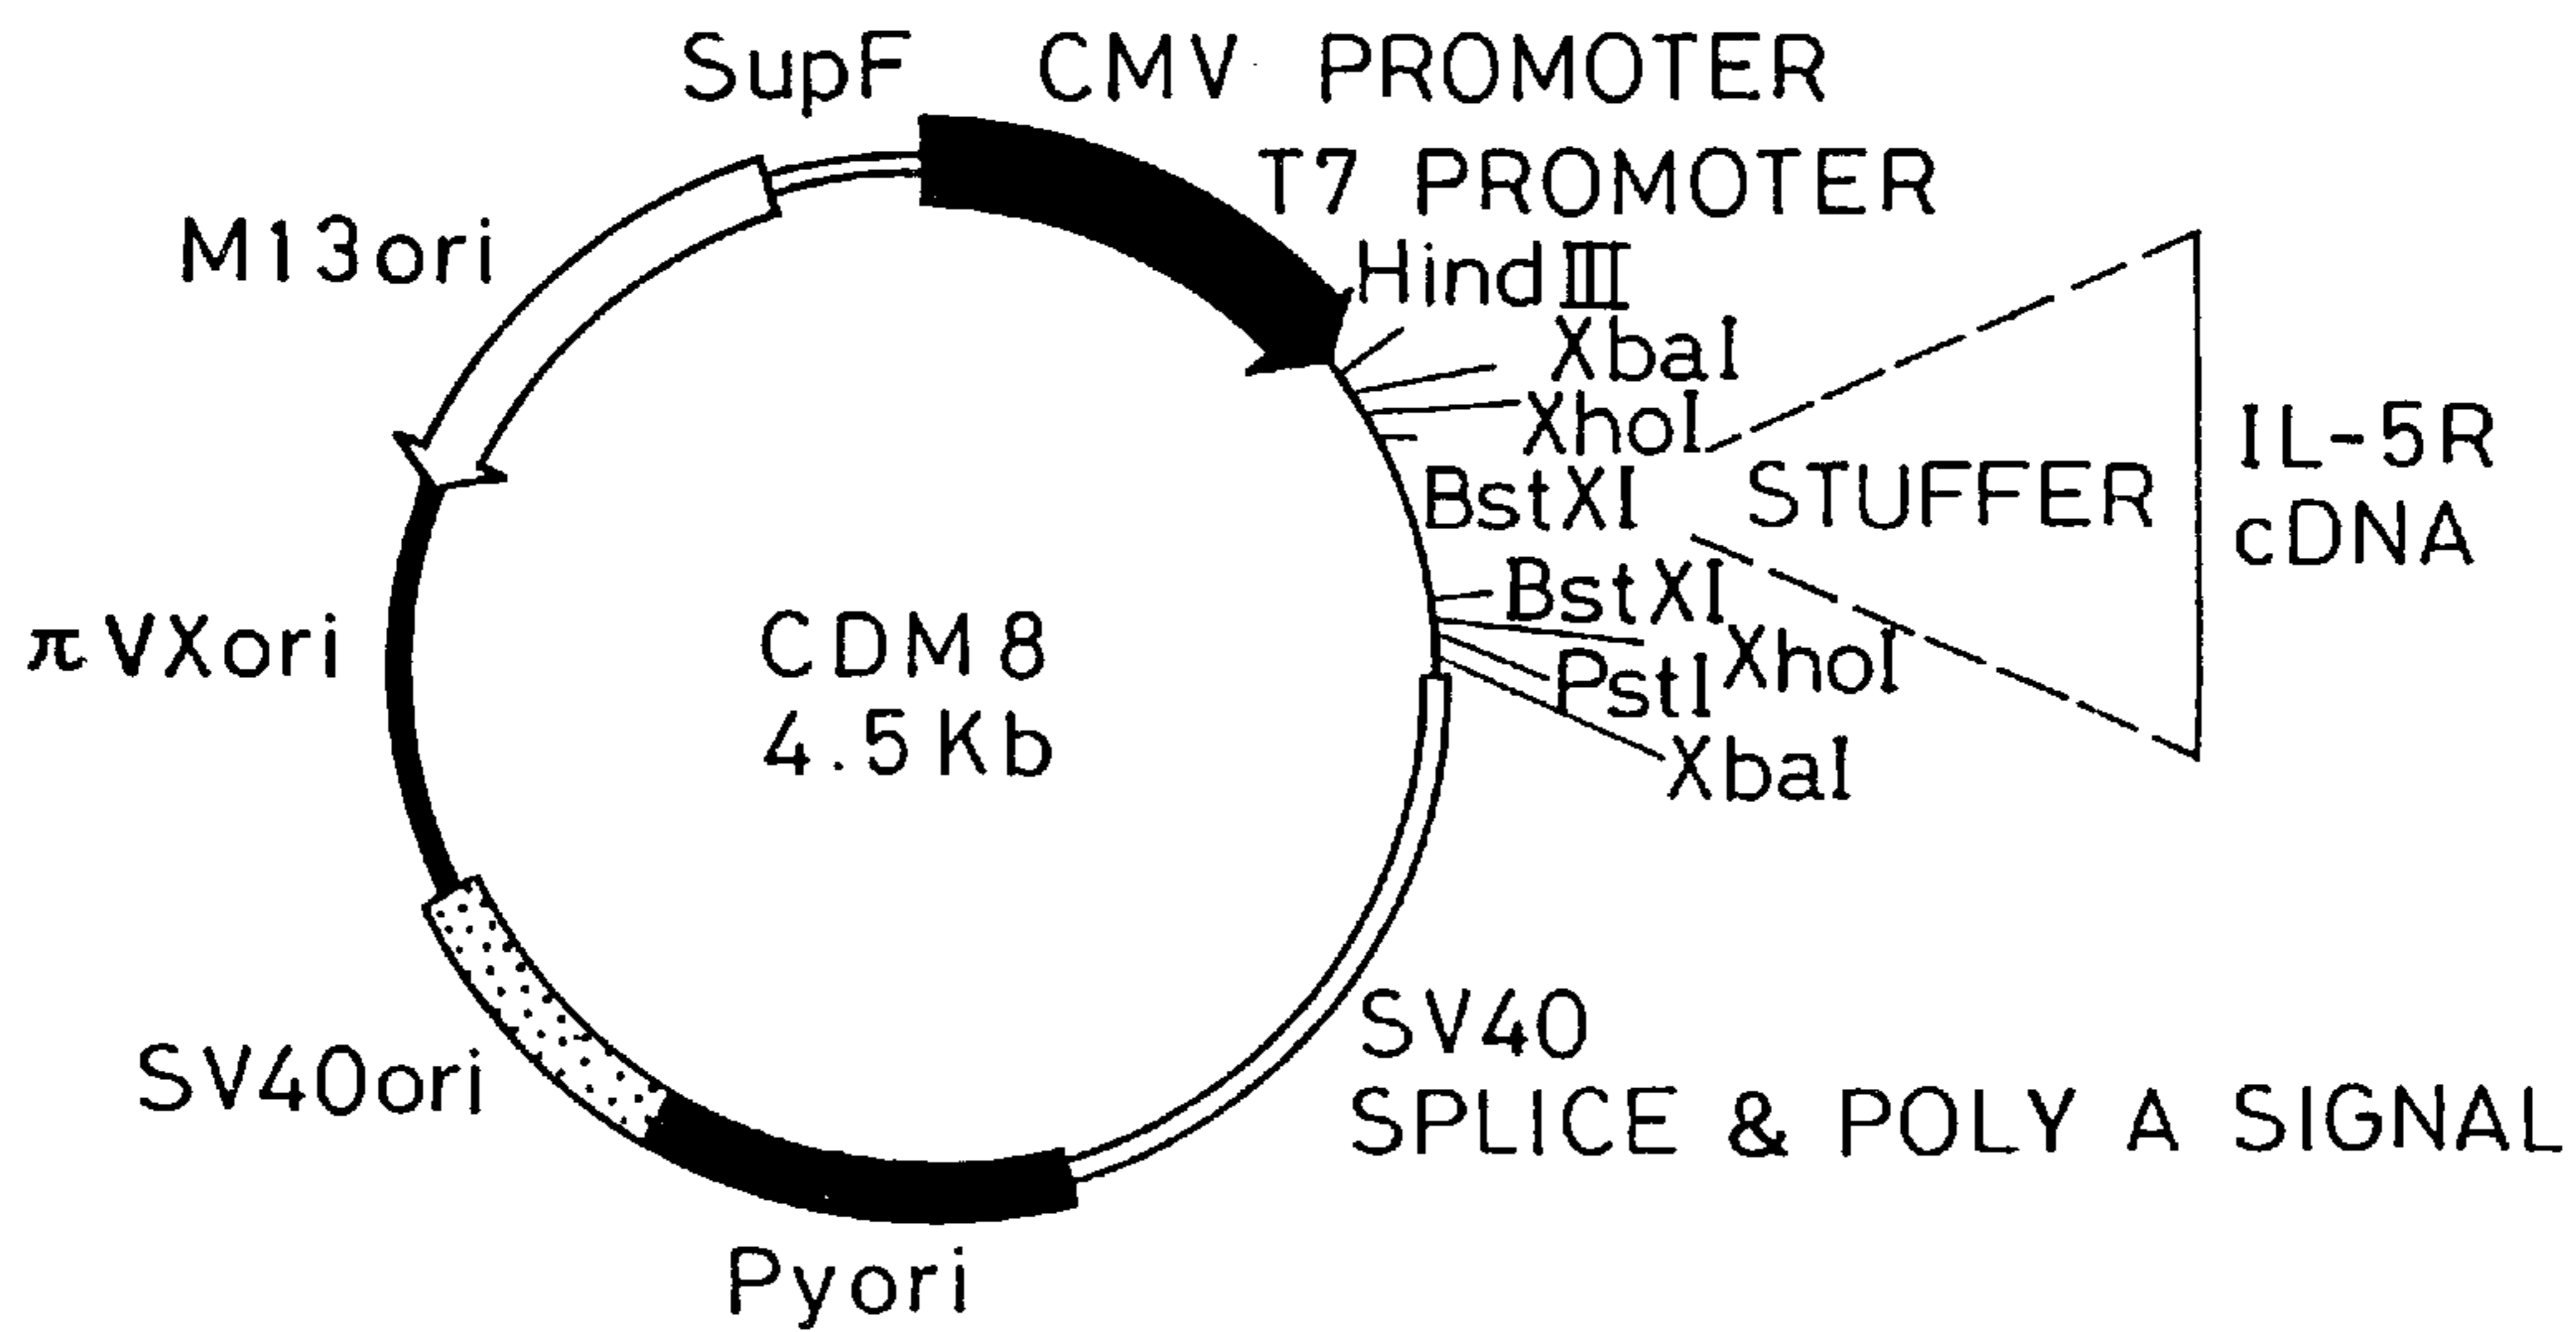 SupF CMV PROMOTER
T7 PROMOTER
M13ori
HindIII
XbaI
XhoI
IL-5R
cDNA
BstXI STUFFER
BstXI
πVXori
CDM8
4.5Kb
PstI XhoI
XbaI
SV40
SPLICE & POLY A SIGNAL
SV40ori
Pyori